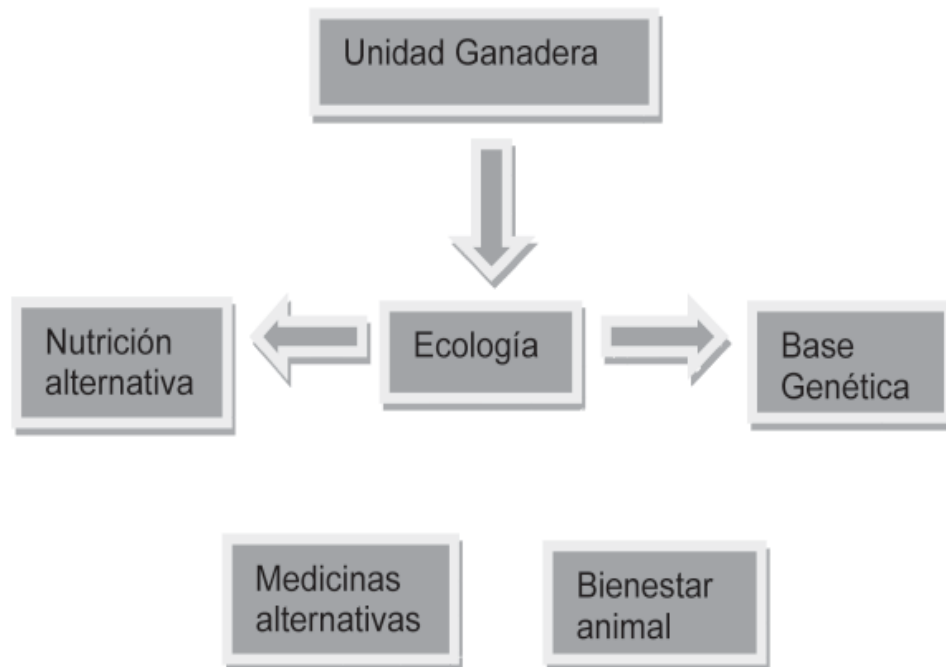 Unidad Ganadera
Nutrición
alternativa
Ecología
Base
Genética
Medicinas
alternativas
Bienestar
animal